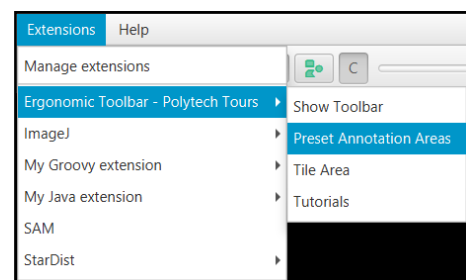 Extensions Help
Manage extensions
C
Ergonomic Toolbar - Polytech Tours
Show Toolbar
ImageJ
Preset Annotation Areas
My Groovy extension
Tile Area
My Java extension
Tutorials
SAM
StarDist